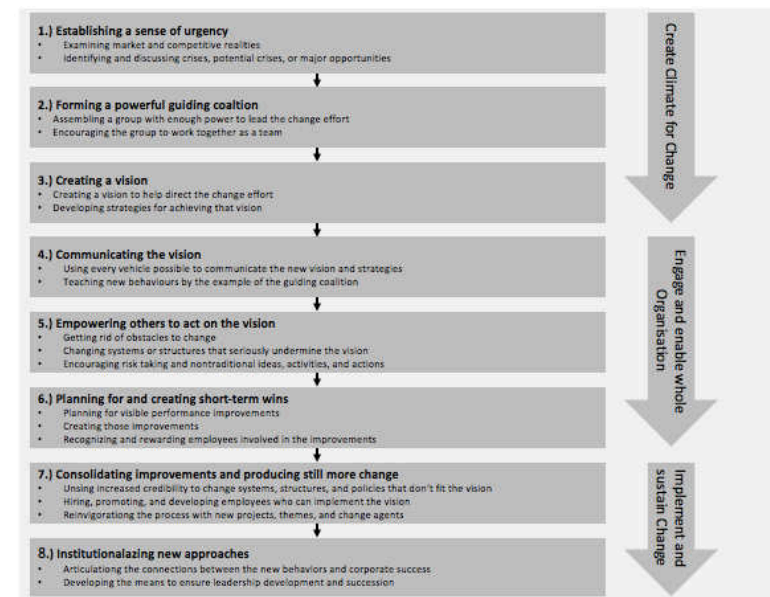 1.) Establishing a sense of urgency
• Examining market and competitive realities
• Identifying and discussing crises, potential crises, or major opportunities
2.) Forming a powerful guiding coaltion
• Assembling a group with enough power to lead the change effort
• Encouraging the group to work together as a team
3.) Creating a vision
• Creating a vision to help direct the change effort
• Developing strategies for achieving that vision
Create Climate for Change
4.) Communicating the vision
• Using every vehicle possible to communicate the new vision and strategies
• Teaching new behaviours by the example of the guiding coalition
5.) Empowering others to act on the vision
• Getting rid of obstacles to change
• Changing systems or structures that seriously undermine the vision
• Encouraging risk taking and nontraditional ideas, activities, and actions
6.) Planning for and creating short-term wins
• Planning for visible performance improvements
• Creating those improvements
• Recognizing and rewarding employees involved in the improvements
Engage and enable whole
Organisation
7.) Consolidating improvements and producing still more change
• Unsing increased credibility to change systems, structures, and policies that don't fit the vision
• Hiring, promoting, and developing employees who can implement the vision
• Reinvigorationg the process with new projects, themes, and change agents
8.) Institutionalazing new approaches
• Articulationg the connections between the new behaviors and corporate success
• Developing the means to ensure leadership development and succession
Implement and
sustain Change